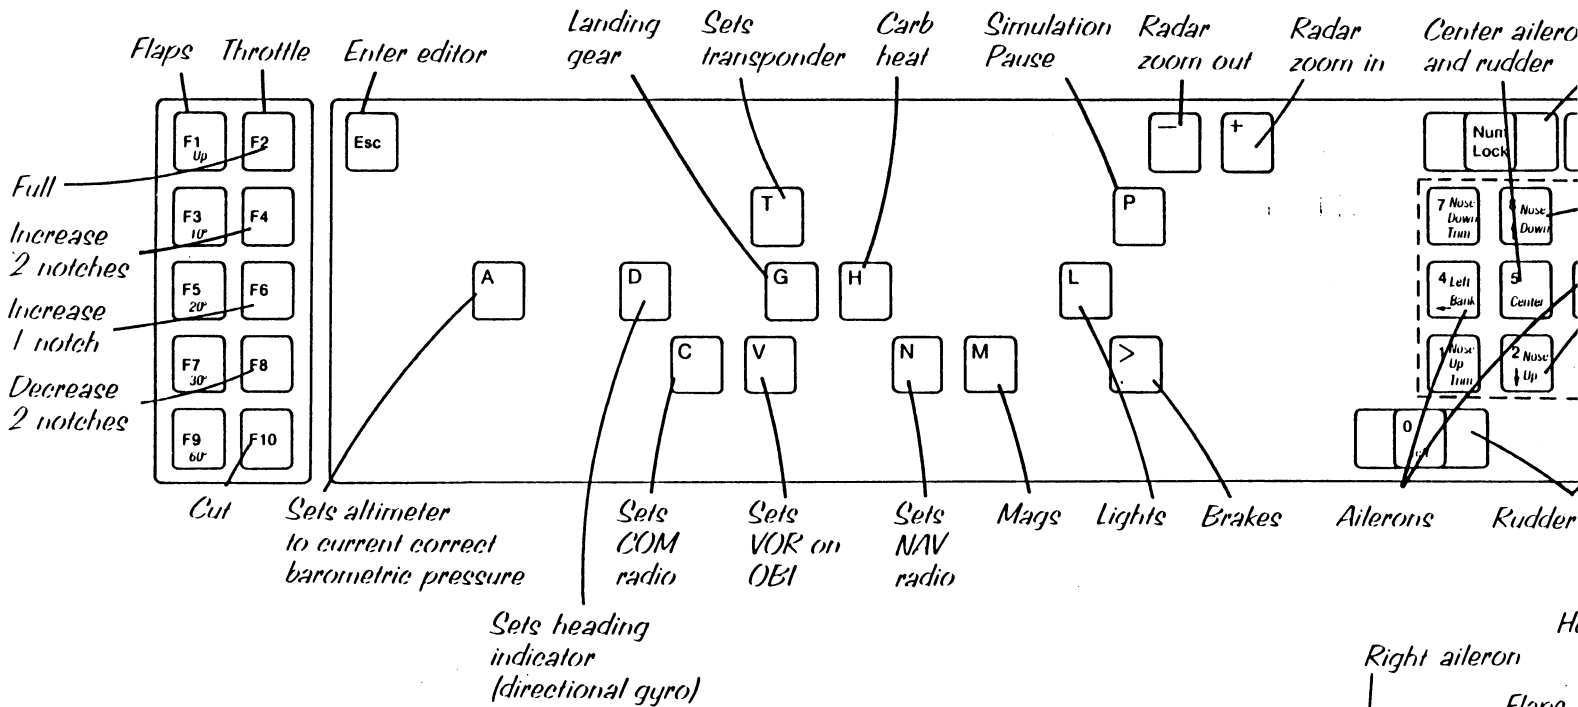 Flaps
Throttle
Enter editor
Landing
gear
Sets
transponder
Carb
heat
Simulation
Pause
Radar
zoom out
Radar
zoom in
Center ailero
and rudder
F1
Up
F2
Esc
−
+
Num
Lock
Full
F3
10°
F4
T
P
7 Nose
Down
Trim
8 Nose
Down
Increase
2 notches
F5
20°
F6
A
D
G
H
L
4 Left
Bank
←
5
Center
Increase
1 notch
F7
30°
F8
C
V
N
M
>
1 Nose
Up
Trim
2 Nose
↓ Up
Decrease
2 notches
F9
60°
F10
0
Cut
Sets altimeter
to current correct
barometric pressure
Sets
COM
radio
Sets
VOR on
OBI
Sets
NAV
radio
Mags
Lights
Brakes
Ailerons
Rudder
Sets heading
indicator
(directional gyro)
Right aileron